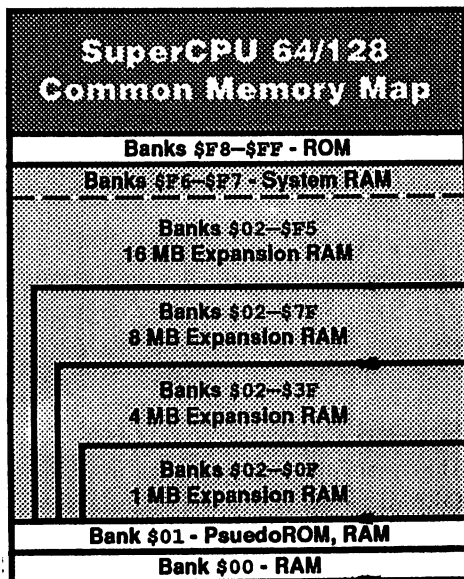 SuperCPU 64/128
Common Memory Map
Banks $F8–$FF - ROM
Banks $F6–$F7 - System RAM
Banks $02–$F5
16 MB Expansion RAM
Banks $02–$7F
8 MB Expansion RAM
Banks $02–$3F
4 MB Expansion RAM
Banks $02–$0F
1 MB Expansion RAM
Bank $01 - PsuedoROM, RAM
Bank $00 - RAM